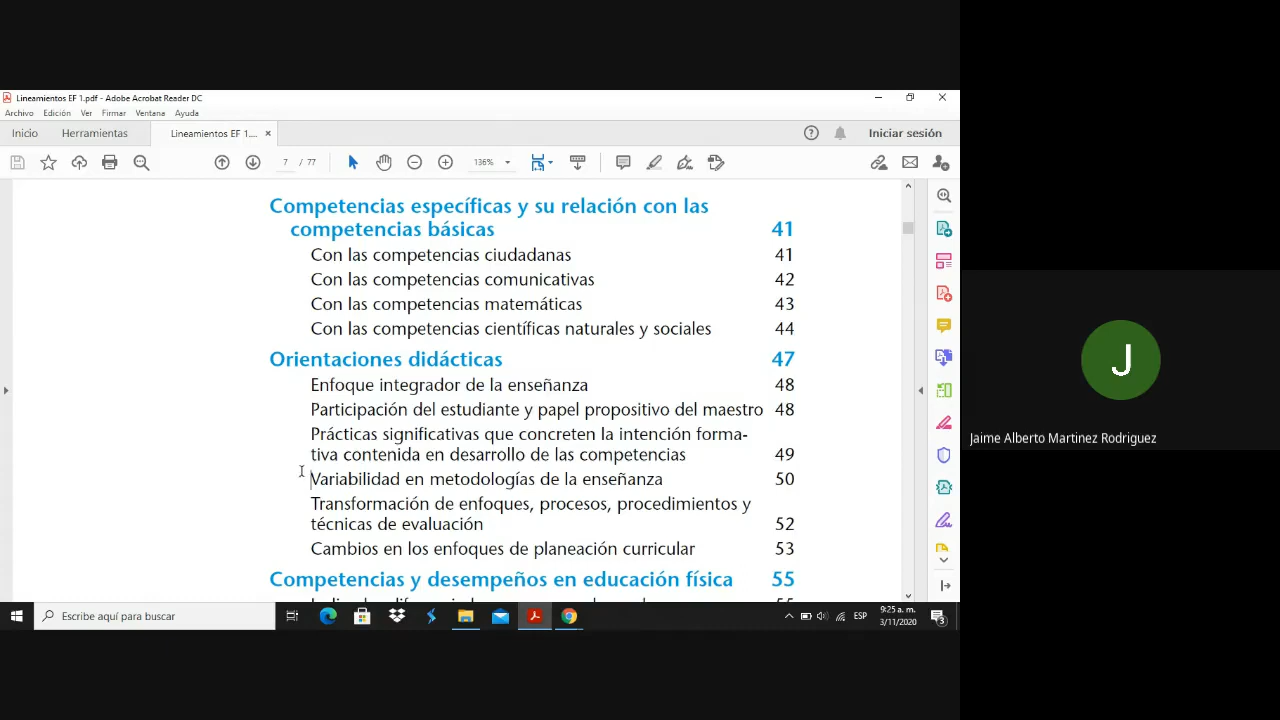 Lineamientos EF 1.pdf - Adobe Acrobat Reader DC
Archivo Edición Ver Firmar Ventana Ayuda
Inicio Herramientas Lineamientos EF 1.... × Iniciar sesión
7 / 77 136%
Competencias específicas y su relación con las
competencias básicas 41
Con las competencias ciudadanas 41
Con las competencias comunicativas 42
Con las competencias matemáticas 43
Con las competencias científicas naturales y sociales 44
Orientaciones didácticas 47
Enfoque integrador de la enseñanza 48
Participación del estudiante y papel propositivo del maestro 48
Prácticas significativas que concreten la intención forma-
tiva contenida en desarrollo de las competencias 49
Variabilidad en metodologías de la enseñanza 50
Transformación de enfoques, procesos, procedimientos y
técnicas de evaluación 52
Cambios en los enfoques de planeación curricular 53
Competencias y desempeños en educación física 55
J
Jaime Alberto Martinez Rodriguez
Escribe aquí para buscar
ESP
9:25 a. m.
3/11/2020
3